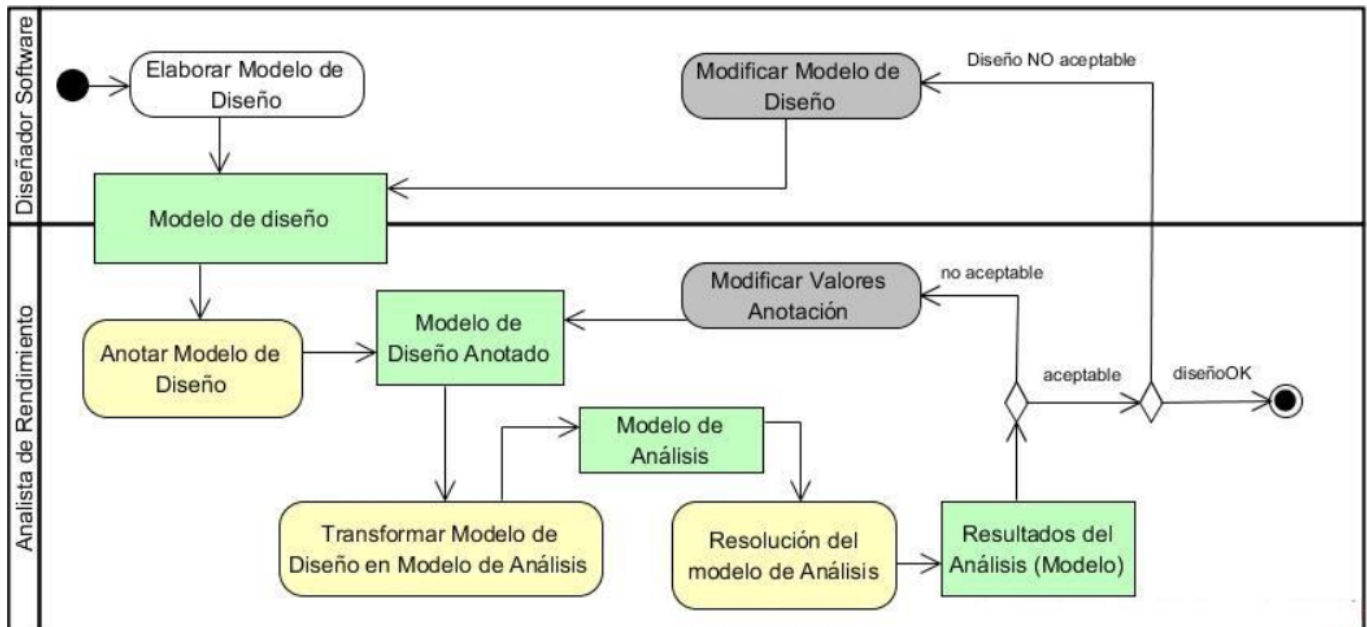 Diseñador Software
Elaborar Modelo de
Diseño
Modificar Modelo de
Diseño
Diseño NO aceptable
Modelo de diseño
Analista de Rendimiento
Modificar Valores
Anotación
no aceptable
Anotar Modelo de
Diseño
Modelo de
Diseño Anotado
aceptable
diseñoOK
Modelo de
Análisis
Transformar Modelo de
Diseño en Modelo de Análisis
Resolución del
modelo de Análisis
Resultados del
Análisis (Modelo)